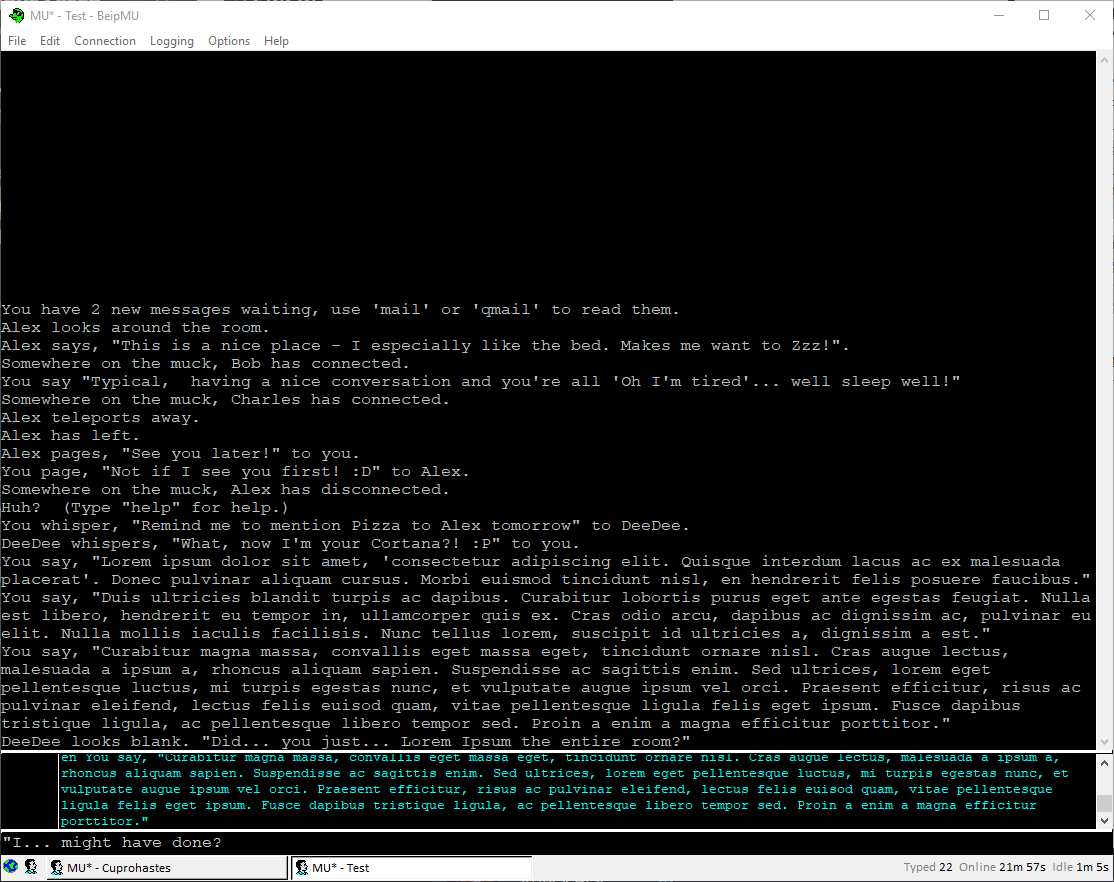 MU* - Test - BeipMU
File Edit Connection Logging Options Help
You have 2 new messages waiting, use 'mail' or 'qmail' to read them.
Alex looks around the room.
Alex says, "This is a nice place - I especially like the bed. Makes me want to Zzz!".
Somewhere on the muck, Bob has connected.
You say "Typical,  having a nice conversation and you're all 'Oh I'm tired'... well sleep well!"
Somewhere on the muck, Charles has connected.
Alex teleports away.
Alex has left.
Alex pages, "See you later!" to you.
You page, "Not if I see you first! :D" to Alex.
Somewhere on the muck, Alex has disconnected.
Huh?  (Type "help" for help.)
You whisper, "Remind me to mention Pizza to Alex tomorrow" to DeeDee.
DeeDee whispers, "What, now I'm your Cortana?! :P" to you.
You say, "Lorem ipsum dolor sit amet, 'consectetur adipiscing elit. Quisque interdum lacus ac ex malesuada
placerat'. Donec pulvinar aliquam cursus. Morbi euismod tincidunt nisl, en hendrerit felis posuere faucibus."
You say, "Duis ultricies blandit turpis ac dapibus. Curabitur lobortis purus eget ante egestas feugiat. Nulla
est libero, hendrerit eu tempor in, ullamcorper quis ex. Cras odio arcu, dapibus ac dignissim ac, pulvinar eu
elit. Nulla mollis iaculis facilisis. Nunc tellus lorem, suscipit id ultricies a, dignissim a est."
You say, "Curabitur magna massa, convallis eget massa eget, tincidunt ornare nisl. Cras augue lectus,
malesuada a ipsum a, rhoncus aliquam sapien. Suspendisse ac sagittis enim. Sed ultrices, lorem eget
pellentesque luctus, mi turpis egestas nunc, et vulputate augue ipsum vel orci. Praesent efficitur, risus ac
pulvinar eleifend, lectus felis euisod quam, vitae pellentesque ligula felis eget ipsum. Fusce dapibus
tristique ligula, ac pellentesque libero tempor sed. Proin a enim a magna efficitur porttitor."
DeeDee looks blank. "Did... you just... Lorem Ipsum the entire room?"
en You say, "Curabitur magna massa, convallis eget massa eget, tincidunt ornare nisl. Cras augue lectus, malesuada a ipsum a,
rhoncus aliquam sapien. Suspendisse ac sagittis enim. Sed ultrices, lorem eget pellentesque luctus, mi turpis egestas nunc, et
vulputate augue ipsum vel orci. Praesent efficitur, risus ac pulvinar eleifend, lectus felis euisod quam, vitae pellentesque
ligula felis eget ipsum. Fusce dapibus tristique ligula, ac pellentesque libero tempor sed. Proin a enim a magna efficitur
porttitor."
"I... might have done?
MU* - Cuprohastes MU* - Test Typed 22 Online 21m 57s Idle 1m 5s